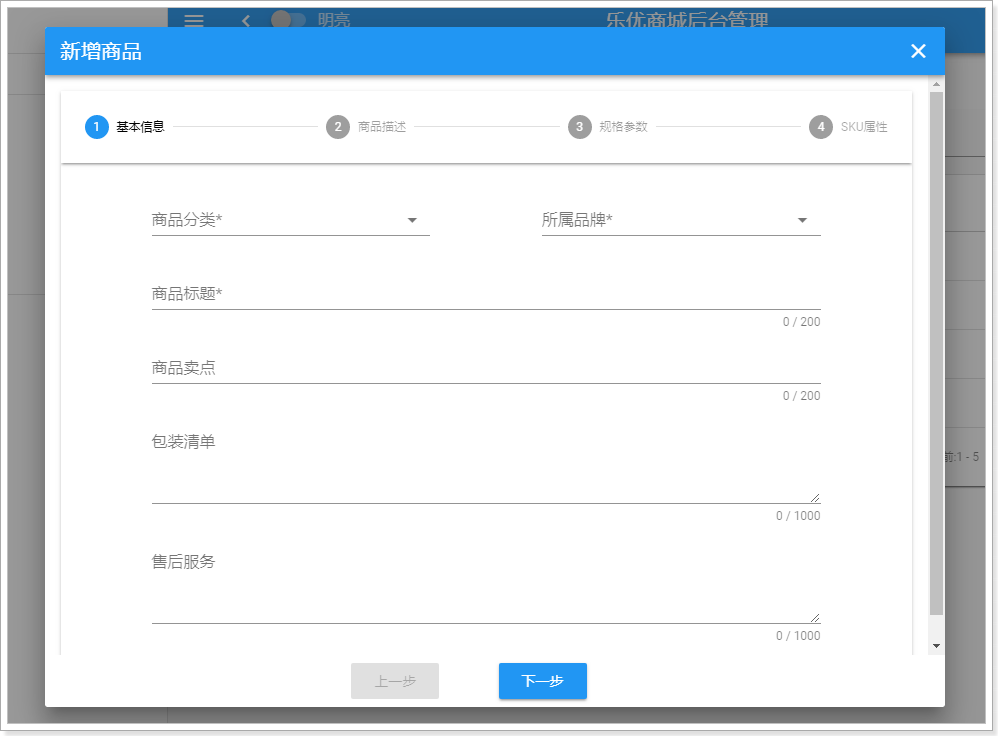 明亮 乐优商城后台管理
新增商品
1 基本信息 2 商品描述 3 规格参数 4 SKU属性
商品分类* 所属品牌*
商品标题*
0 / 200
商品卖点
0 / 200
包装清单
前:1 - 5
0 / 1000
售后服务
0 / 1000
上一步 下一步